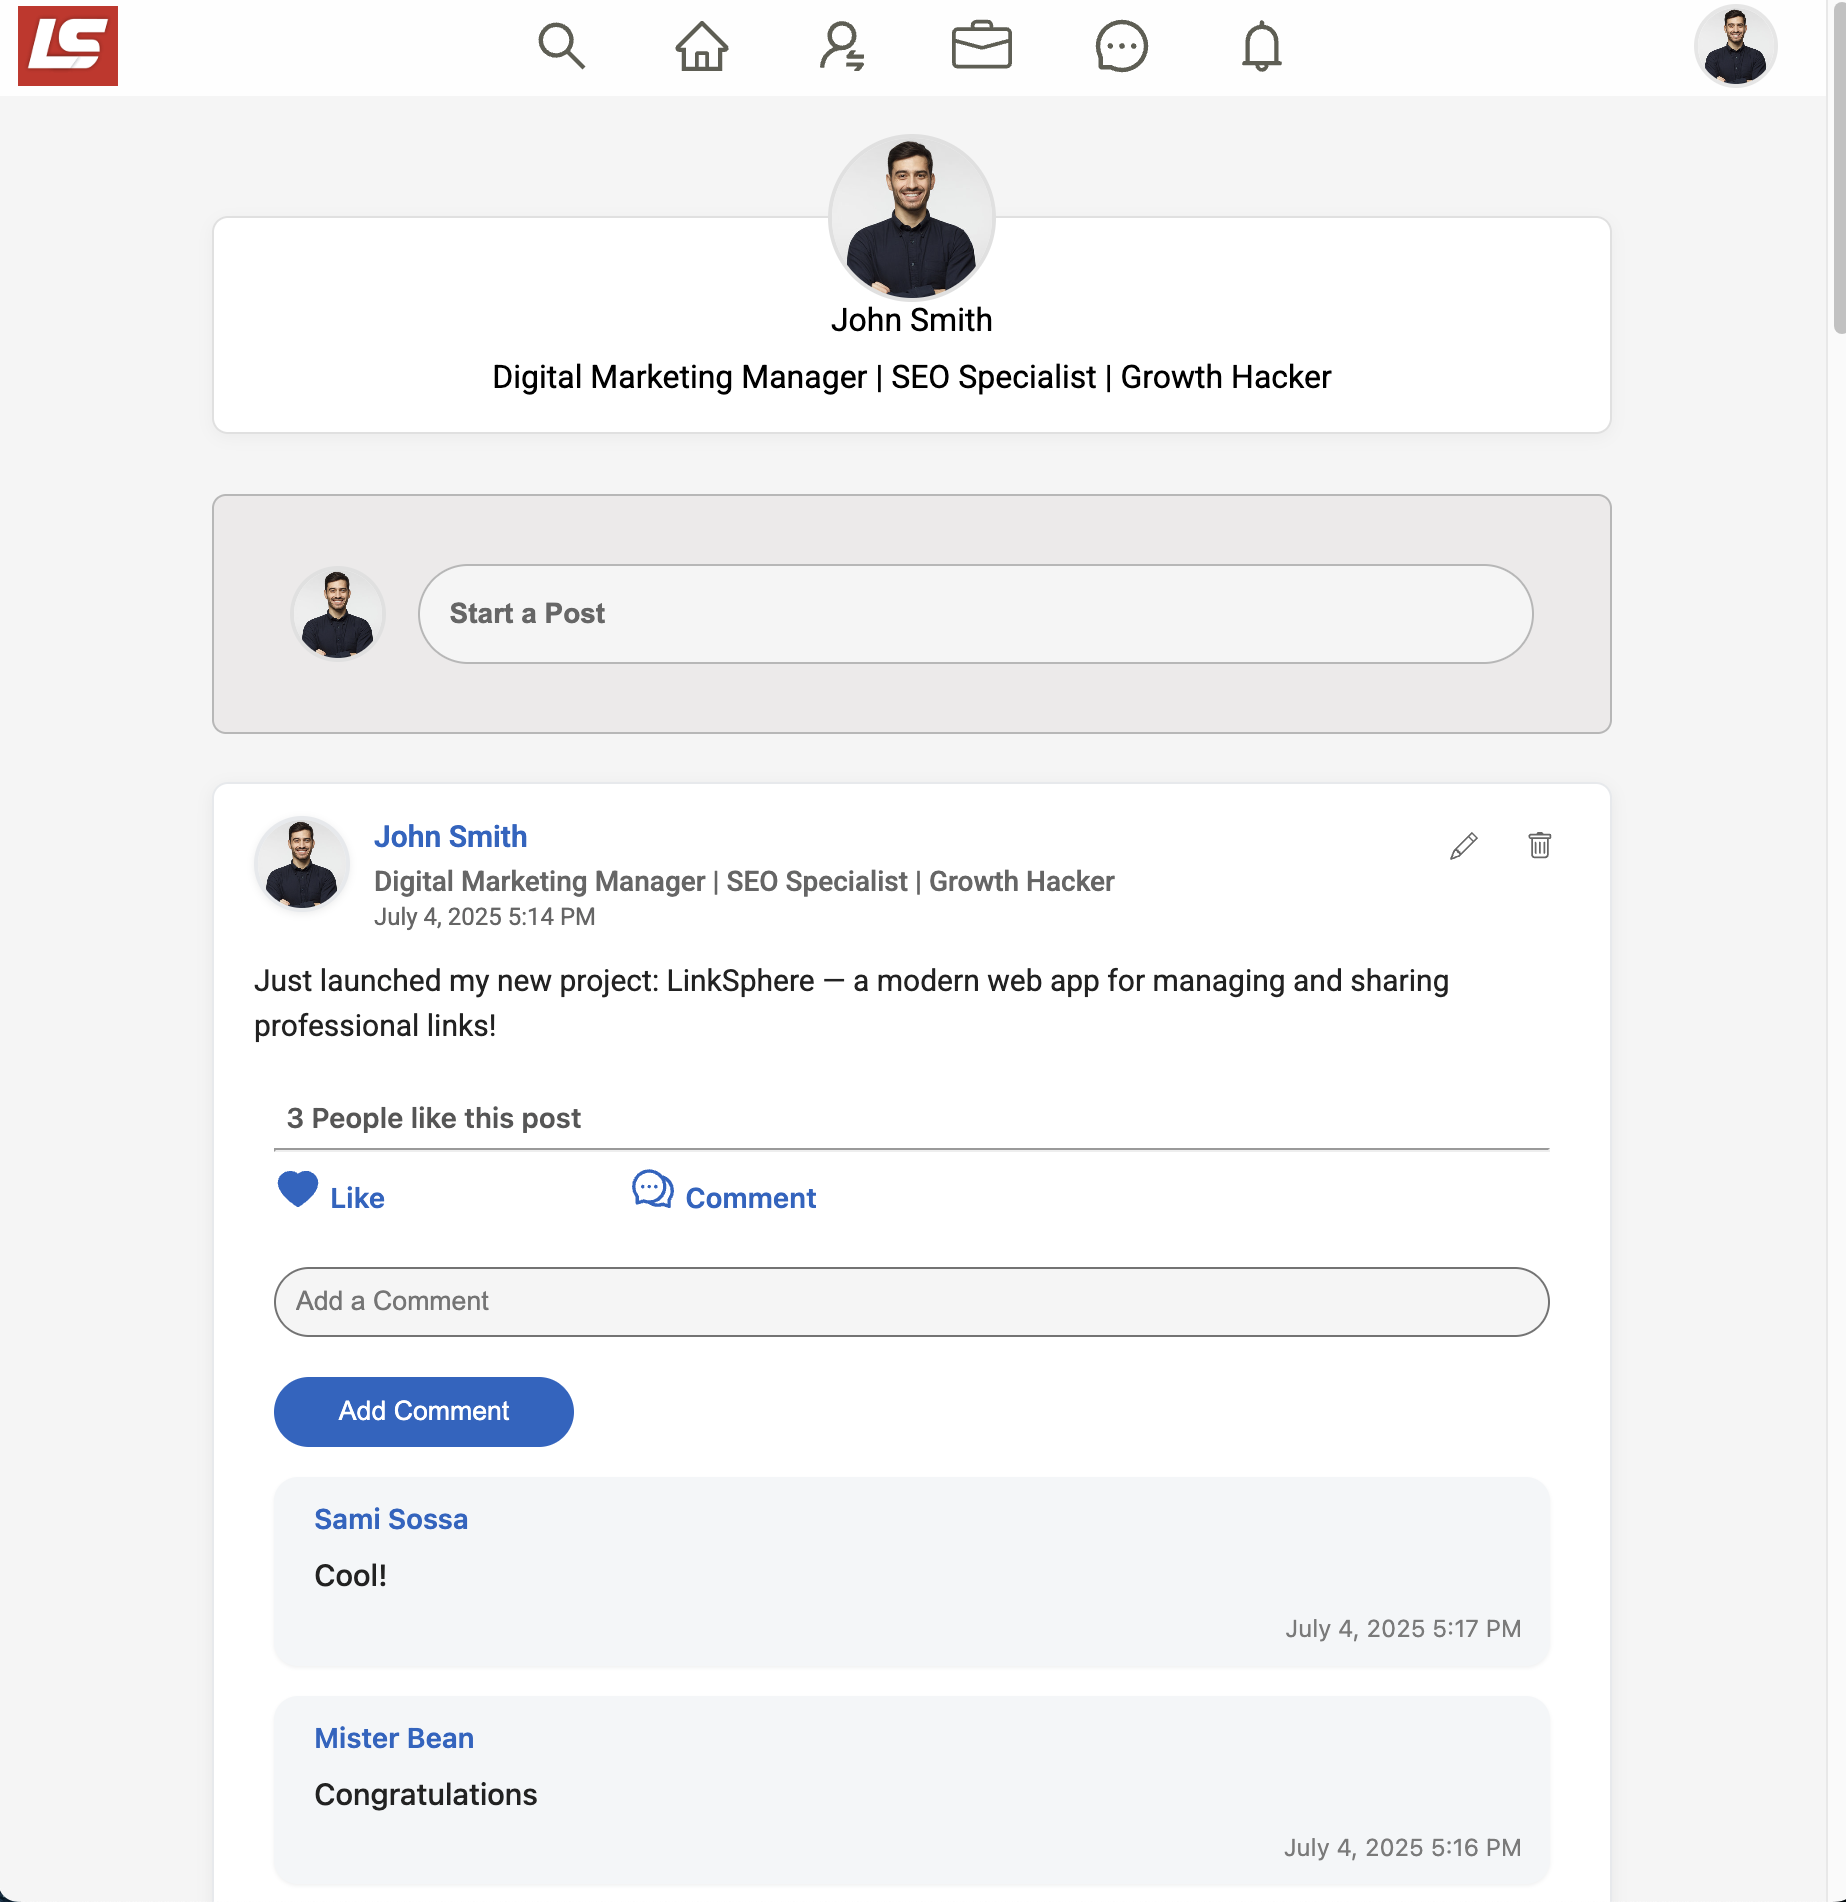 LS
John Smith
Digital Marketing Manager | SEO Specialist | Growth Hacker
Start a Post
John Smith
Digital Marketing Manager | SEO Specialist | Growth Hacker
July 4, 2025 5:14 PM
Just launched my new project: LinkSphere — a modern web app for managing and sharing
professional links!
3 People like this post
Like
Comment
Add a Comment
Add Comment
Sami Sossa
Cool!
July 4, 2025 5:17 PM
Mister Bean
Congratulations
July 4, 2025 5:16 PM